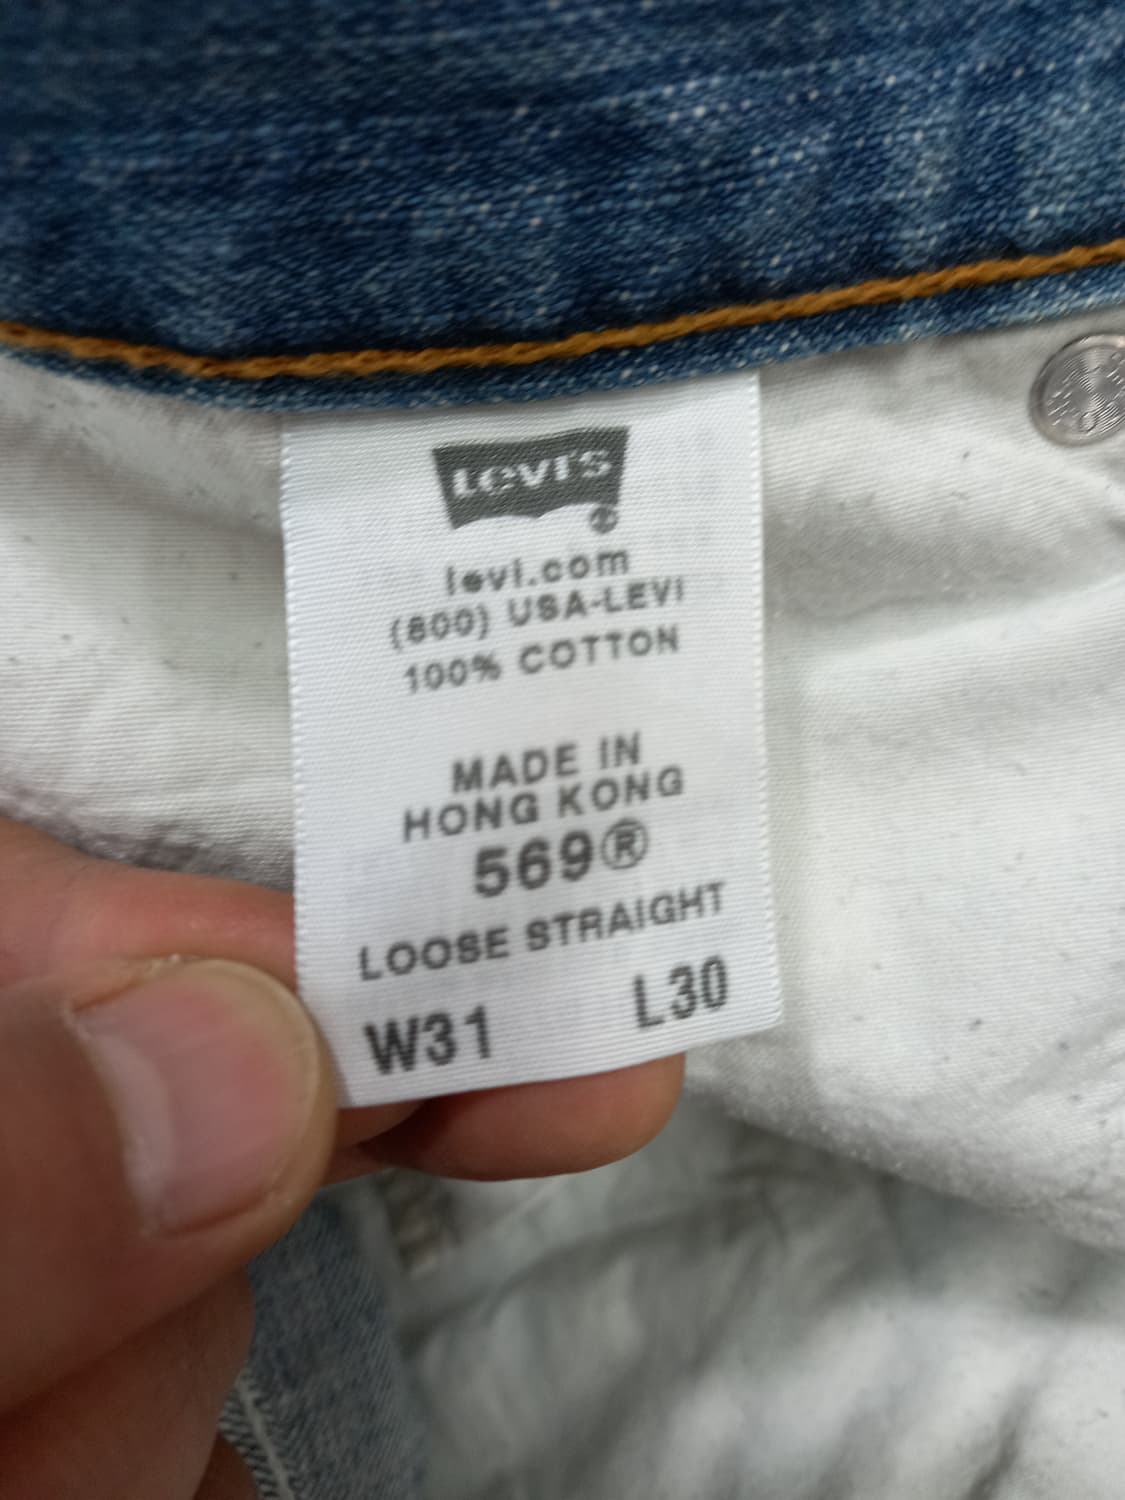 Levi's
levi.com
(800) USA-LEVI
100% COTTON
MADE IN
HONG KONG
569®
LOOSE STRAIGHT
W31 L30